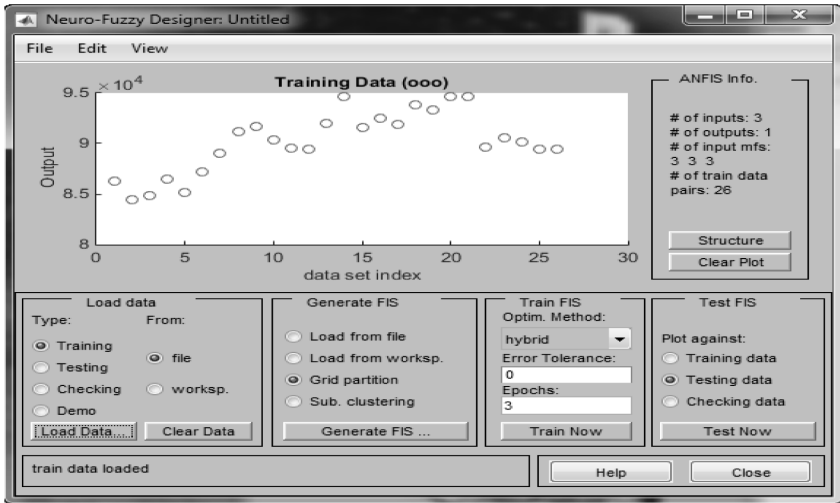 Neuro-Fuzzy Designer: Untitled
File Edit View
Training Data (ooo)
× 10^4
9.5
9
8.5
8
Output
0 5 10 15 20 25 30
data set index
ANFIS Info.
# of inputs: 3
# of outputs: 1
# of input mfs:
3 3 3
# of train data
pairs: 26
Structure
Clear Plot
Load data
Type: From:
Training
Testing
Checking
Demo
file
worksp.
Load Data...
Clear Data
Generate FIS
Load from file
Load from worksp.
Grid partition
Sub. clustering
Generate FIS ...
Train FIS
Optim. Method:
hybrid
Error Tolerance:
0
Epochs:
3
Train Now
Test FIS
Plot against:
Training data
Testing data
Checking data
Test Now
train data loaded
Help
Close